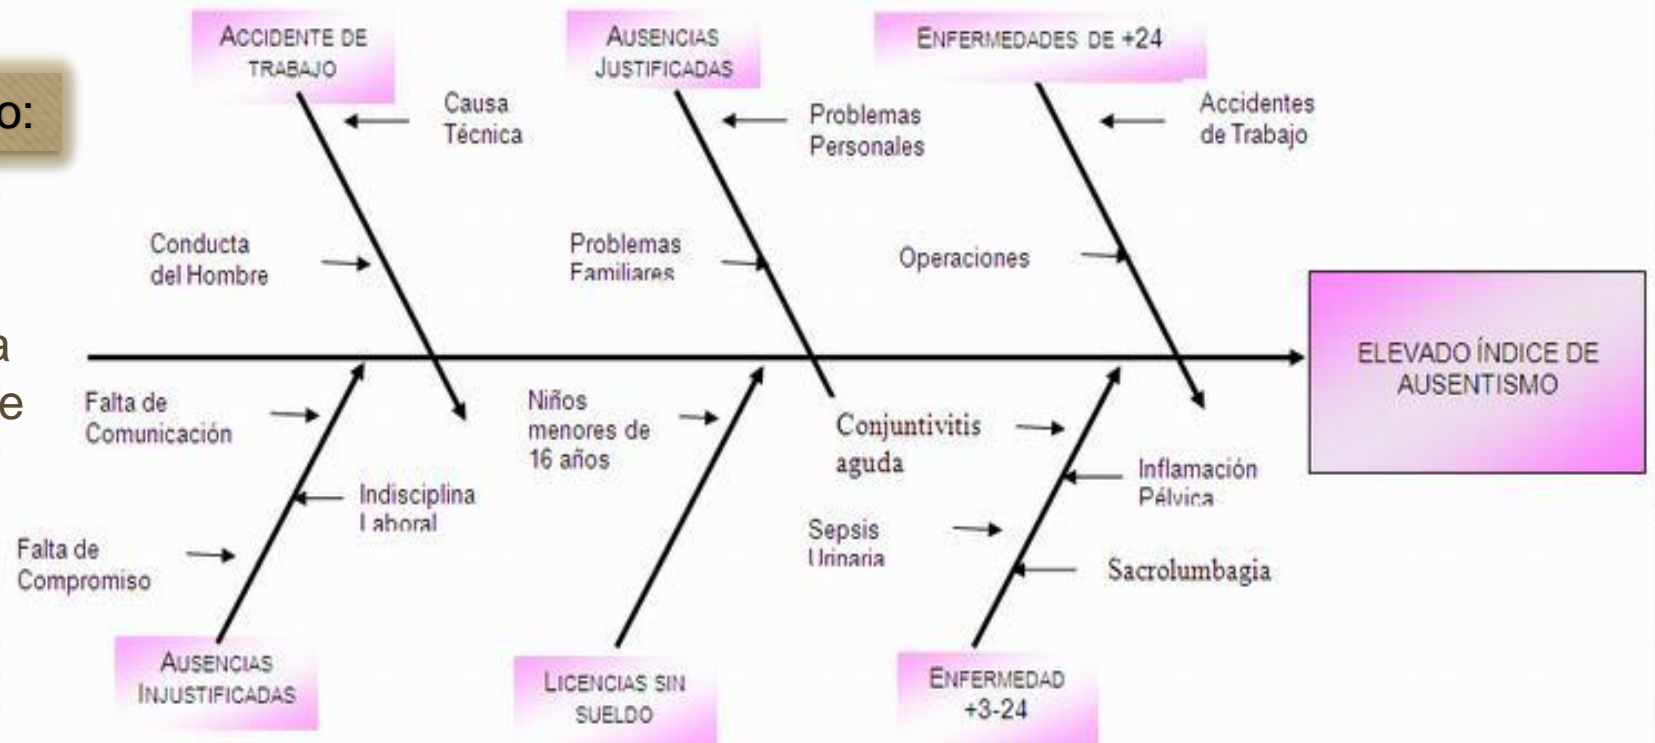 ACCIDENTE DE
TRABAJO
AUSENCIAS
JUSTIFICADAS
ENFERMEDADES DE +24
o:
Causa
Técnica
Problemas
Personales
Accidentes
de Trabajo
Conducta
del Hombre
Problemas
Familiares
Operaciones
a
e
ELEVADO ÍNDICE DE
AUSENTISMO
Falta de
Comunicación
Niños
menores de
16 años
Conjuntivitis
aguda
Inflamación
Pélvica
Indisciplina
Laboral
Sepsis
Urinaria
Falta de
Compromiso
Sacrolumbagia
AUSENCIAS
INJUSTIFICADAS
LICENCIAS SIN
SUELDO
ENFERMEDAD
+3-24